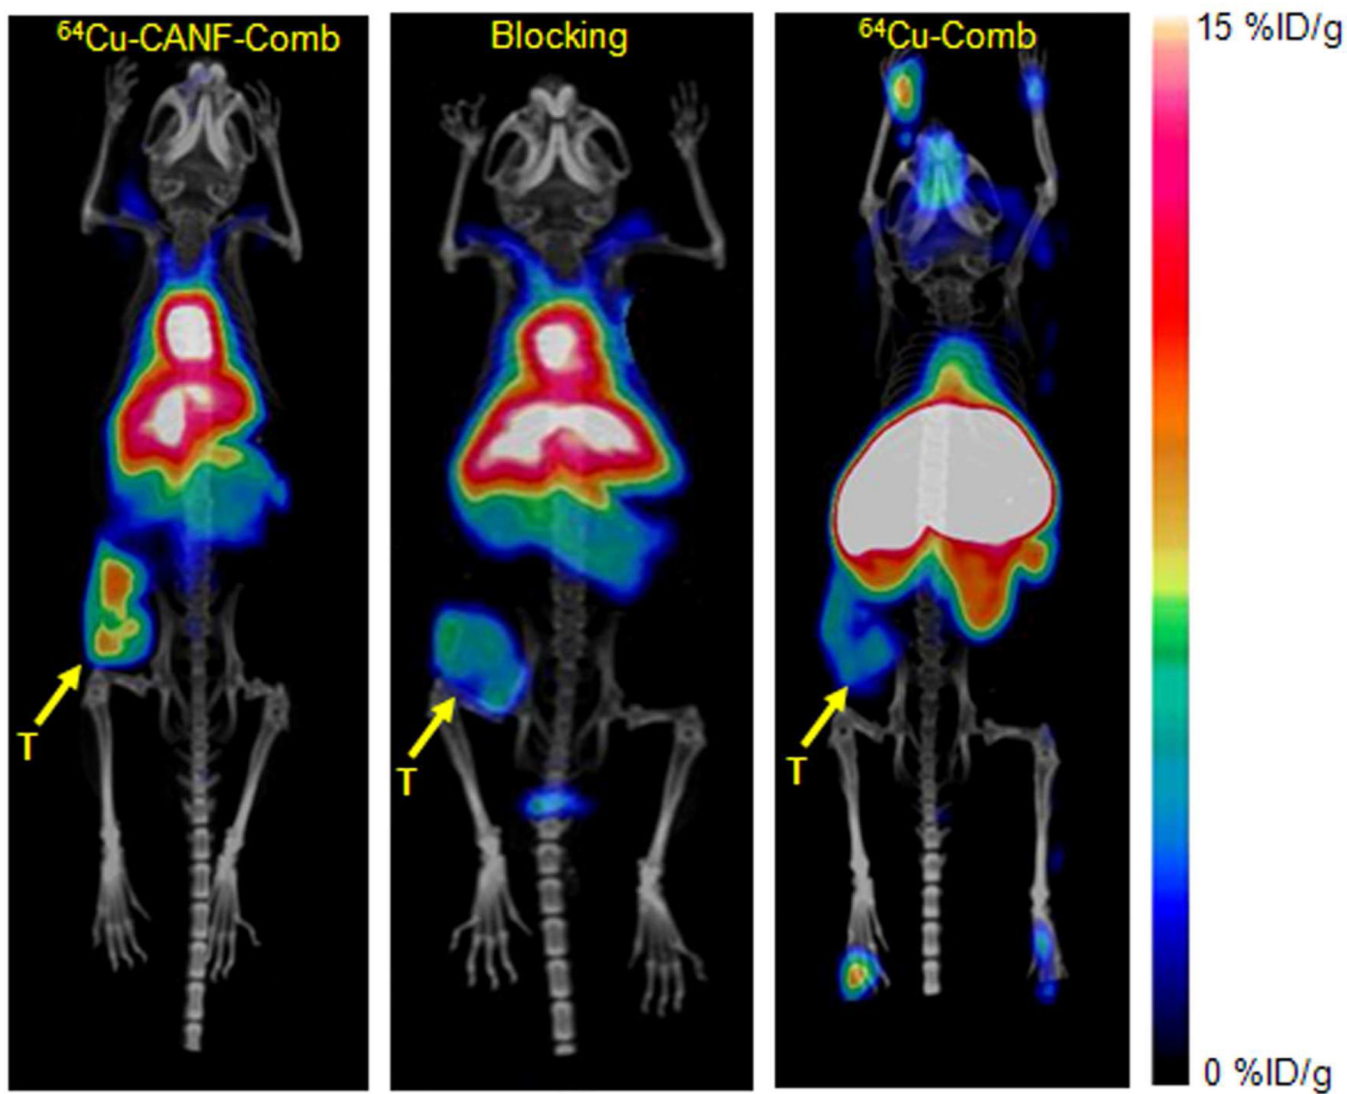 ⁶⁴Cu-CANF-Comb
Blocking
⁶⁴Cu-Comb
15 %ID/g
T
T
T
0 %ID/g